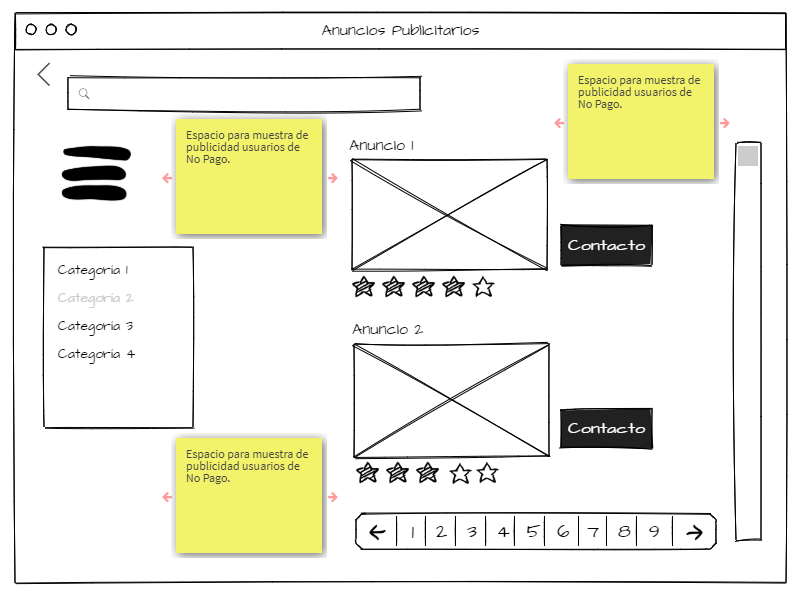 Anuncios Publicitarios
Espacio para muestra de
publicidad usuarios de
No Pago.
Espacio para muestra de
publicidad usuarios de
No Pago.
Anuncio 1
Contacto
Categoria 1
Categoria 2
Categoria 3
Categoria 4
Anuncio 2
Contacto
Espacio para muestra de
publicidad usuarios de
No Pago.
1 2 3 4 5 6 7 8 9